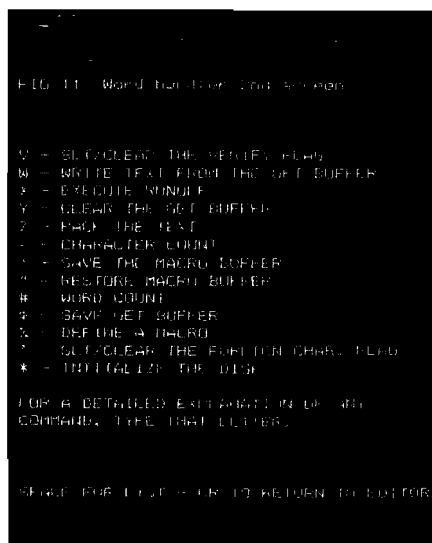 FIG 11 Word screen
V - SET/CLEAR THE VERIFY FLAG
W - WRITE TEXT FROM THE GET BUFFER
X - EXECUTE
Y - CLEAR THE GET BUFFER
Z - PACK THE TEXT
- CHARACTER COUNT
- SAVE THE MACRO BUFFER
" - RESTORE MACRO BUFFER
# WORD COUNT
- SAVE GET BUFFER
- DEFINE A MACRO
SET/CLEAR THE FOREIGN CHAR. FLAG
* - INITIALIZE THE DISK
FOR A DETAILED EXPLANATION OF ANY
COMMAND, TYPE THAT LETTER.
SPACE FOR LIST - CR TO RETURN TO EDITOR